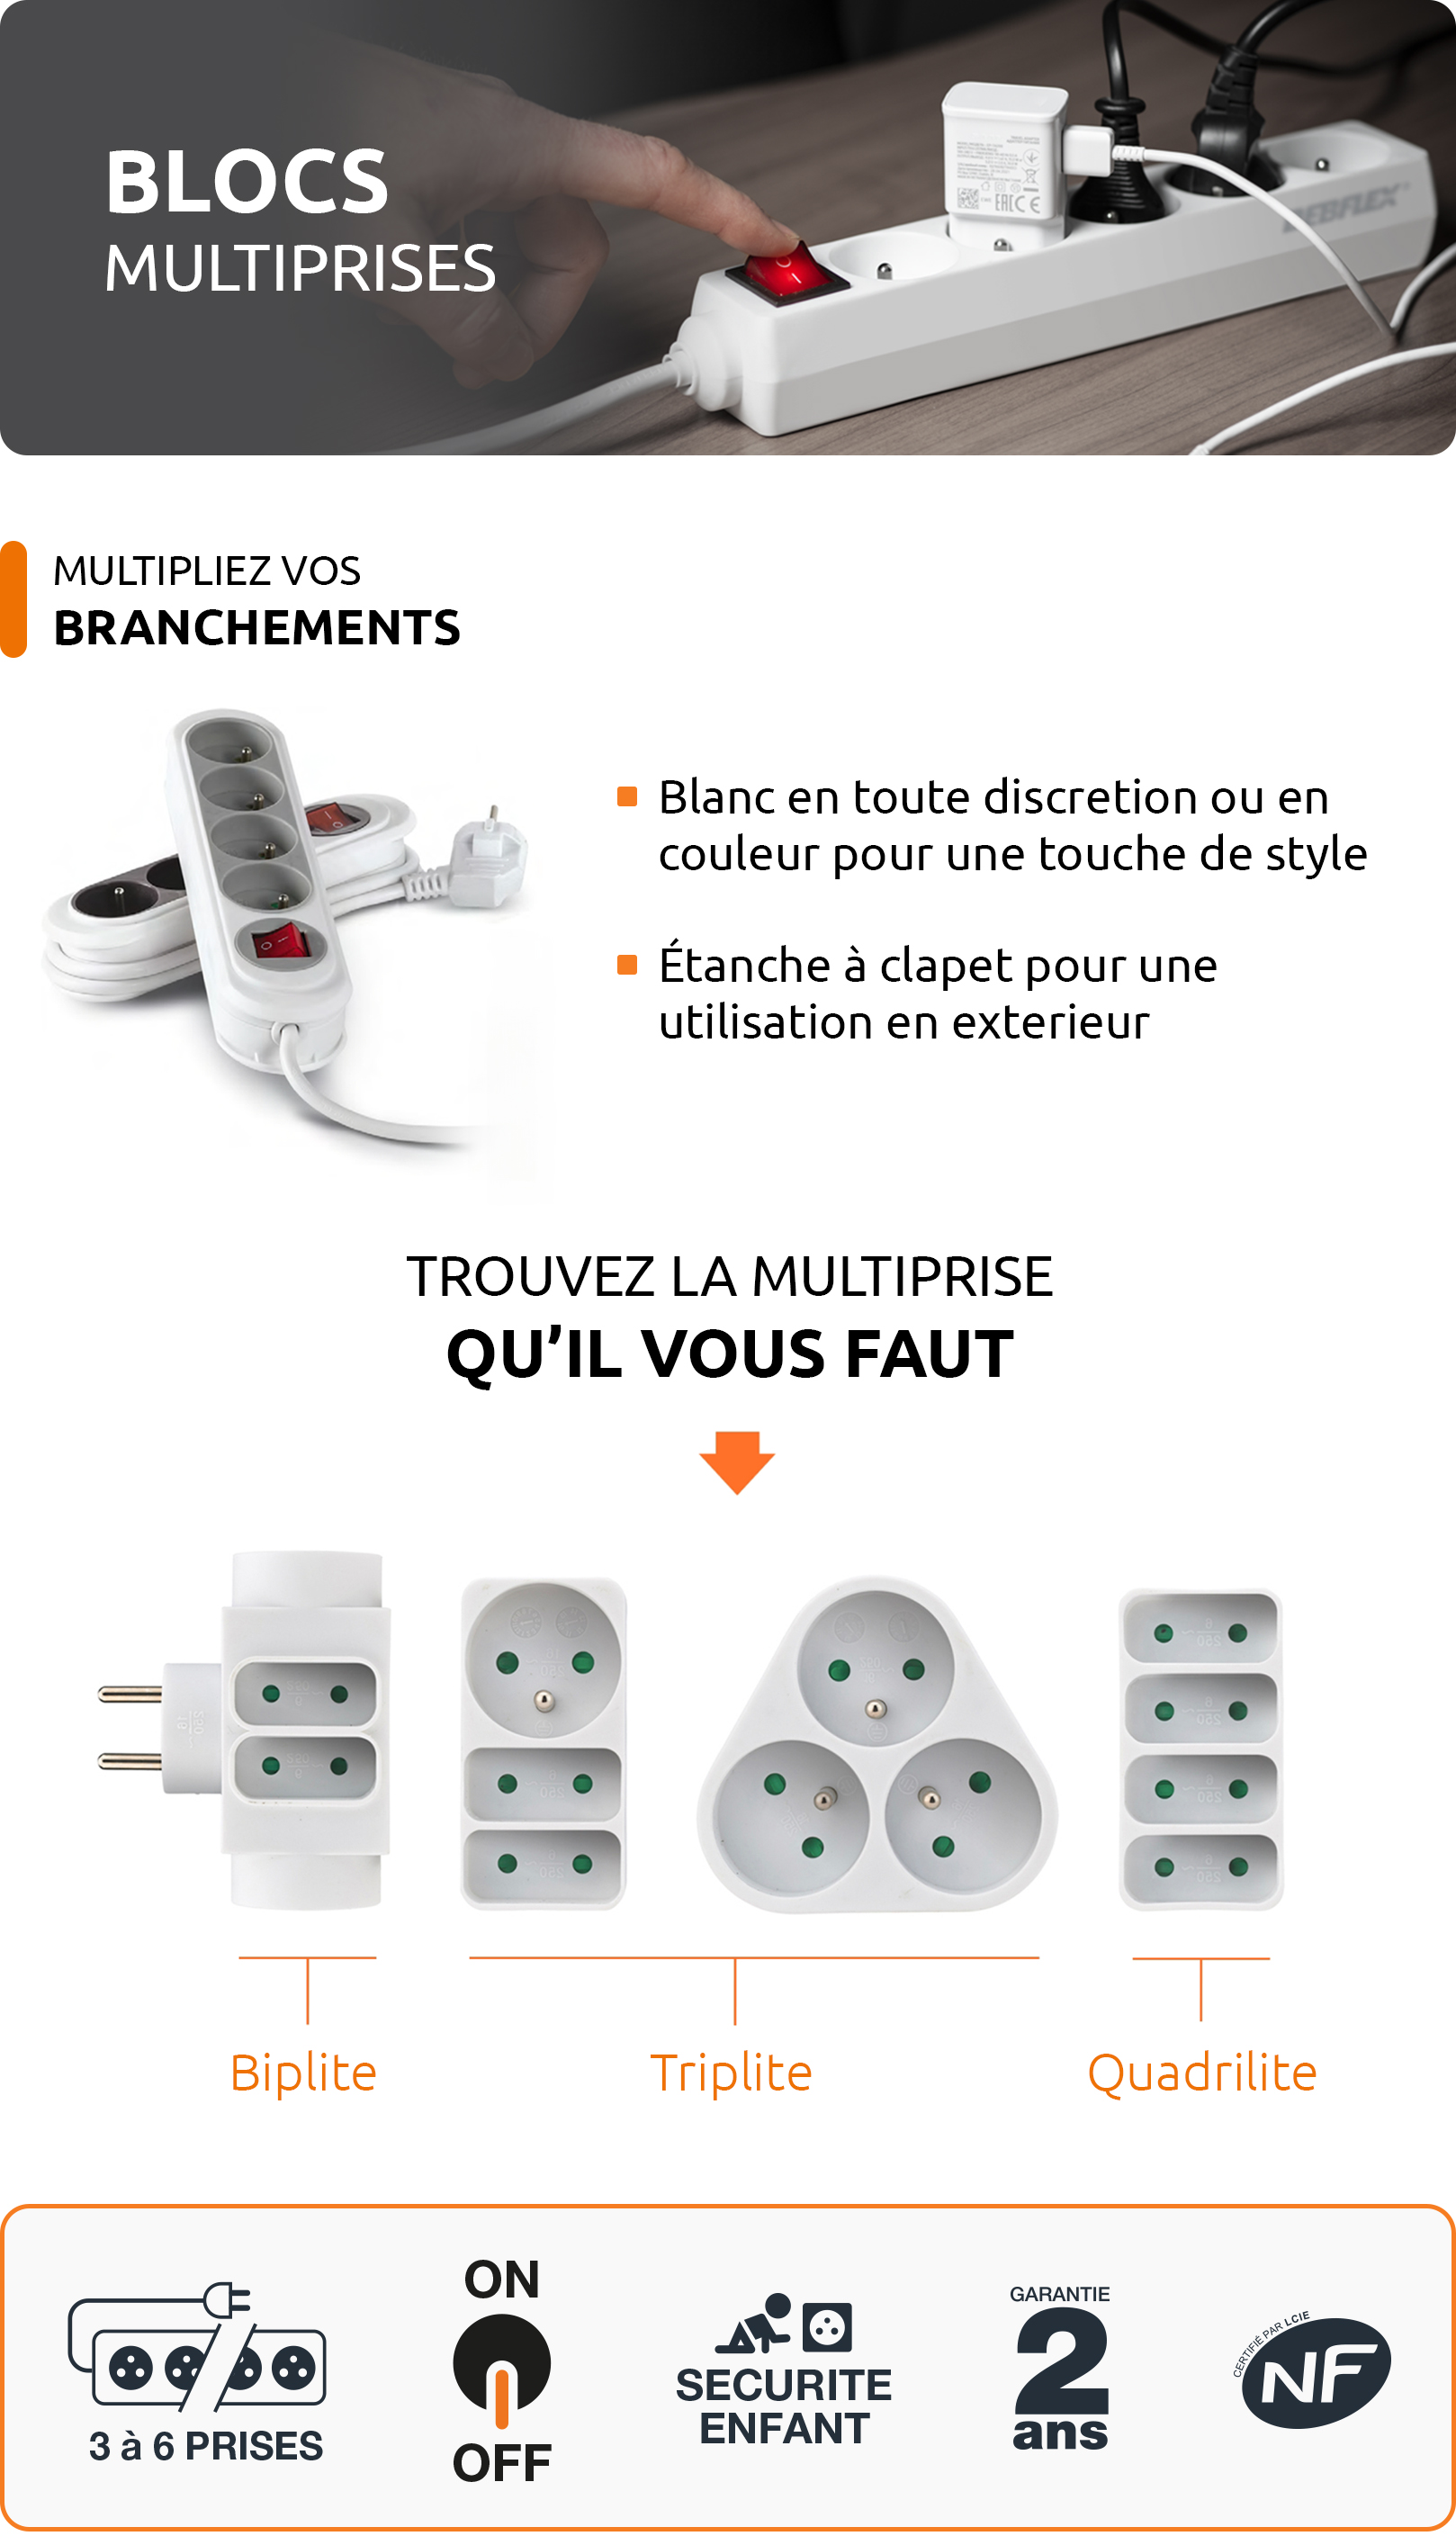 BLOCS
MULTIPRISES
EAC CE
MULTIPLIEZ VOS
BRANCHEMENTS
Blanc en toute discretion ou en
couleur pour une touche de style
Étanche à clapet pour une
utilisation en exterieur
TROUVEZ LA MULTIPRISE
QU’IL VOUS FAUT
Biplite
Triplite
Quadrilite
3 à 6 PRISES
ON
OFF
SECURITE
ENFANT
GARANTIE
2
ans
CERTIFIÉ PAR LCIE
NF